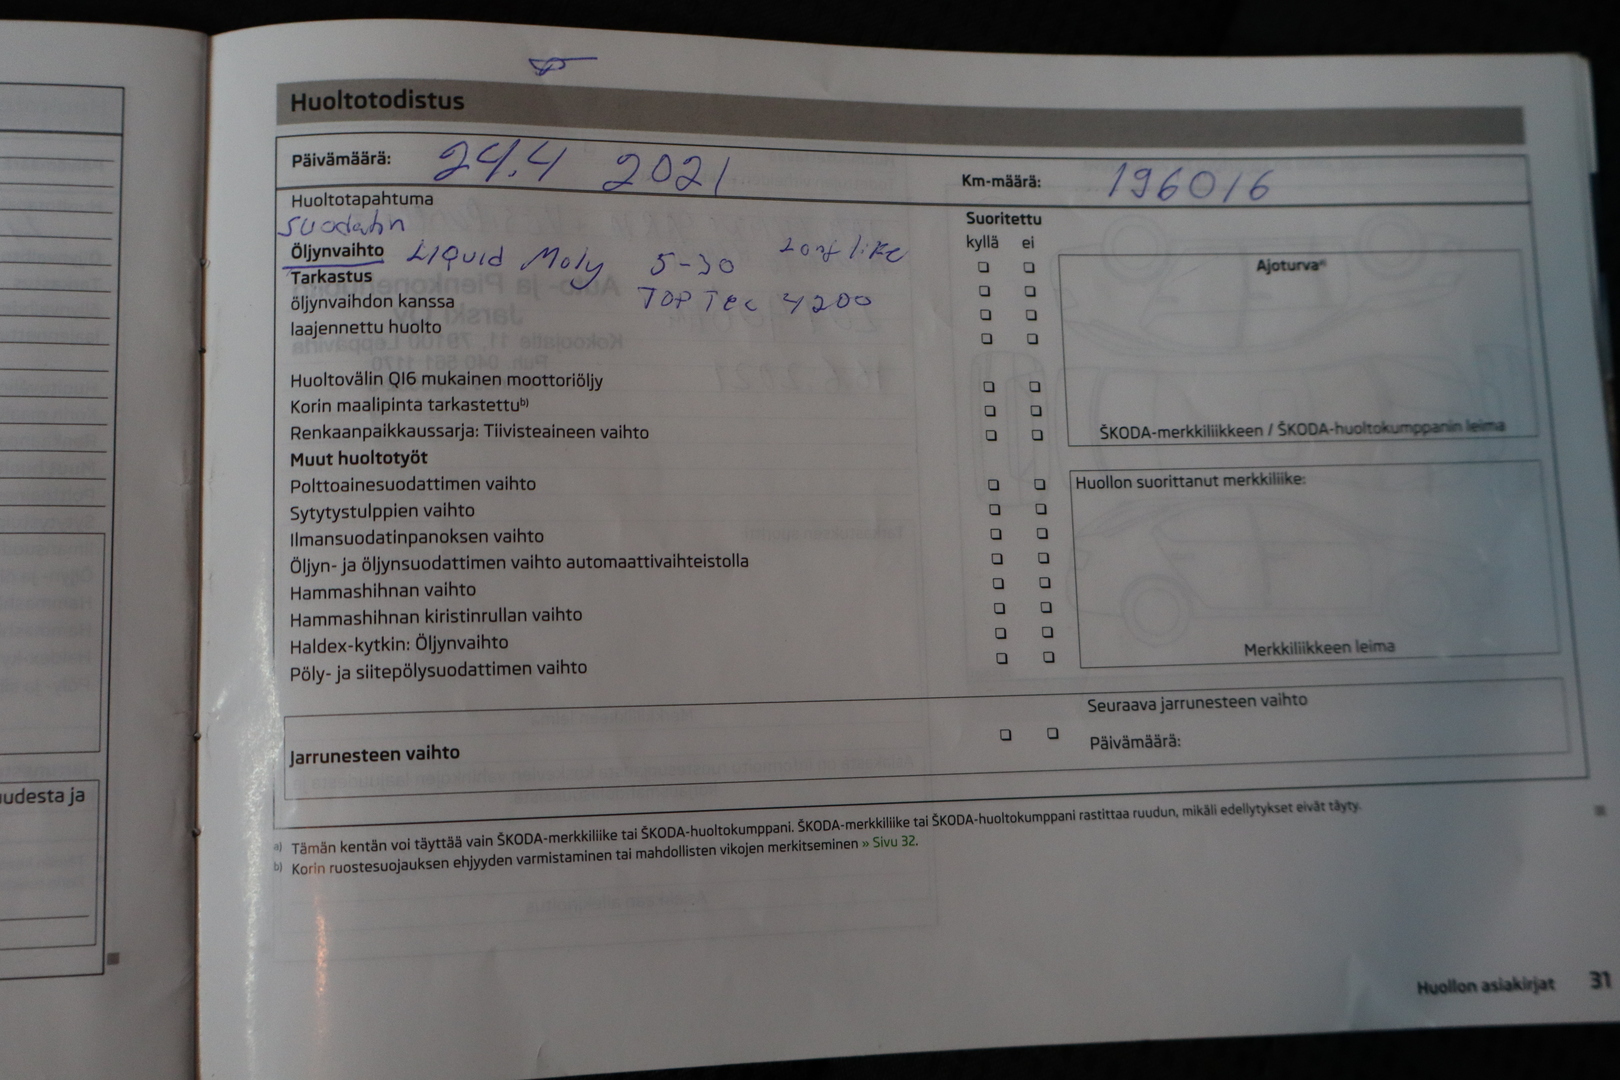 Huoltotodistus
Päivämäärä: 24.4 2021 Km-määrä: 196016
Huoltotapahtuma Suoritettu
kyllä ei
Öljynvaihto LIQUID Moly 5-30
Tarkastus
öljynvaihdon kanssa TOP Tec 4200
laajennettu huolto
Ajoturva a)
ŠKODA-merkkiliikkeen / ŠKODA-huoltokumppanin leima
Huoltovälin QI6 mukainen moottoriöljy
Korin maalipinta tarkastettu b)
Renkaanpaikkaussarja: Tiivisteaineen vaihto
Muut huoltotyöt
Polttoainesuodattimen vaihto
Sytytystulppien vaihto
Ilmansuodatinpanoksen vaihto
Öljyn- ja öljynsuodattimen vaihto automaattivaihteistolla
Hammashihnan vaihto
Hammashihnan kiristinrullan vaihto
Haldex-kytkin: Öljynvaihto
Pöly- ja siitepölysuodattimen vaihto
Huollon suorittanut merkkiliike:
Merkkiliikkeen leima
Jarrunesteen vaihto
Seuraava jarrunesteen vaihto
Päivämäärä:
a) Tämän kentän voi täyttää vain ŠKODA-merkkiliike tai ŠKODA-huoltokumppani. ŠKODA-merkkiliike tai ŠKODA-huoltokumppani rastittaa ruudun, mikäli edellytykset eivät täyty.
b) Korin ruostesuojauksen ehjyyden varmistaminen tai mahdollisten vikojen merkitseminen » Sivu 32.
udesta ja
Huollon asiakirjat 31